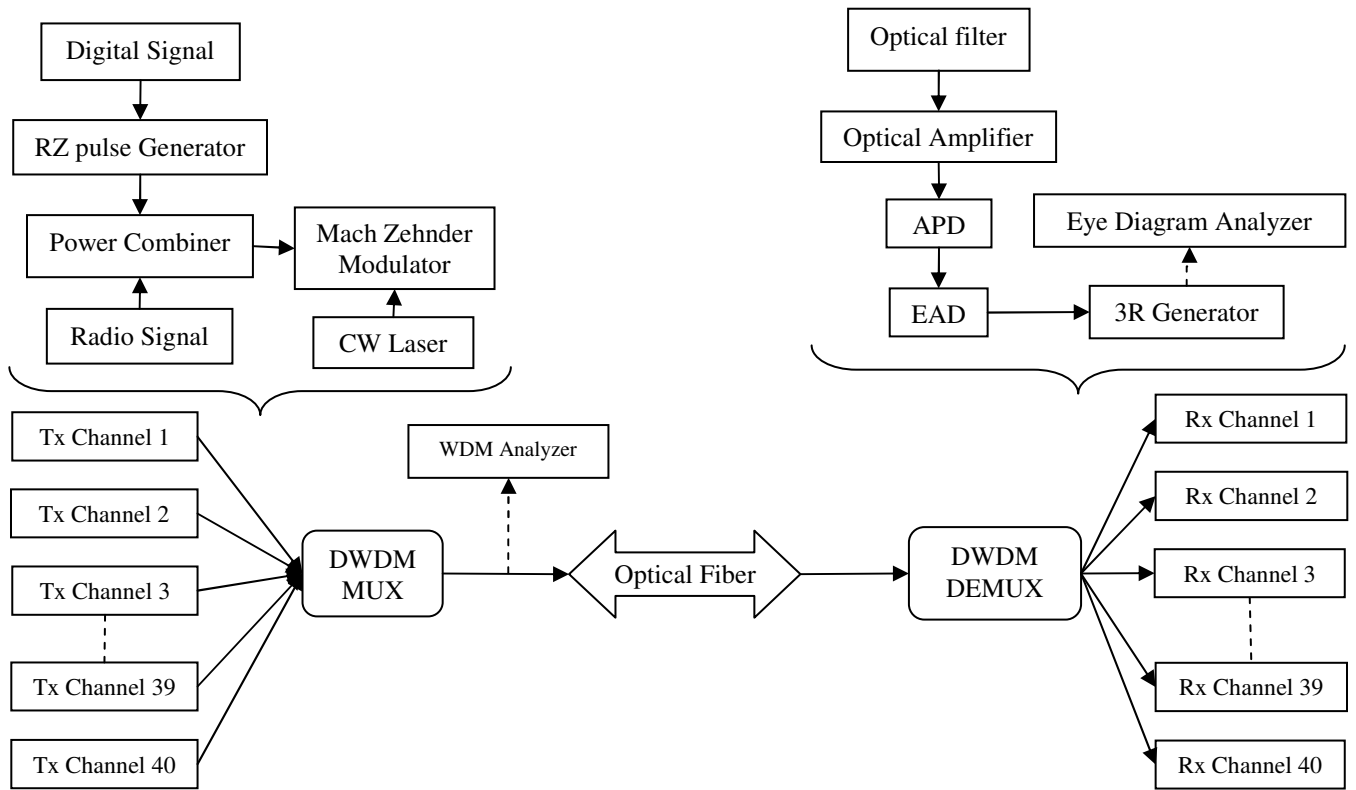 Digital Signal
RZ pulse Generator
Power Combiner
Mach Zehnder
Modulator
Radio Signal
CW Laser
Optical filter
Optical Amplifier
APD
Eye Diagram Analyzer
EAD
3R Generator
Tx Channel 1
Tx Channel 2
Tx Channel 3
Tx Channel 39
Tx Channel 40
WDM Analyzer
DWDM
MUX
Optical Fiber
DWDM
DEMUX
Rx Channel 1
Rx Channel 2
Rx Channel 3
Rx Channel 39
Rx Channel 40